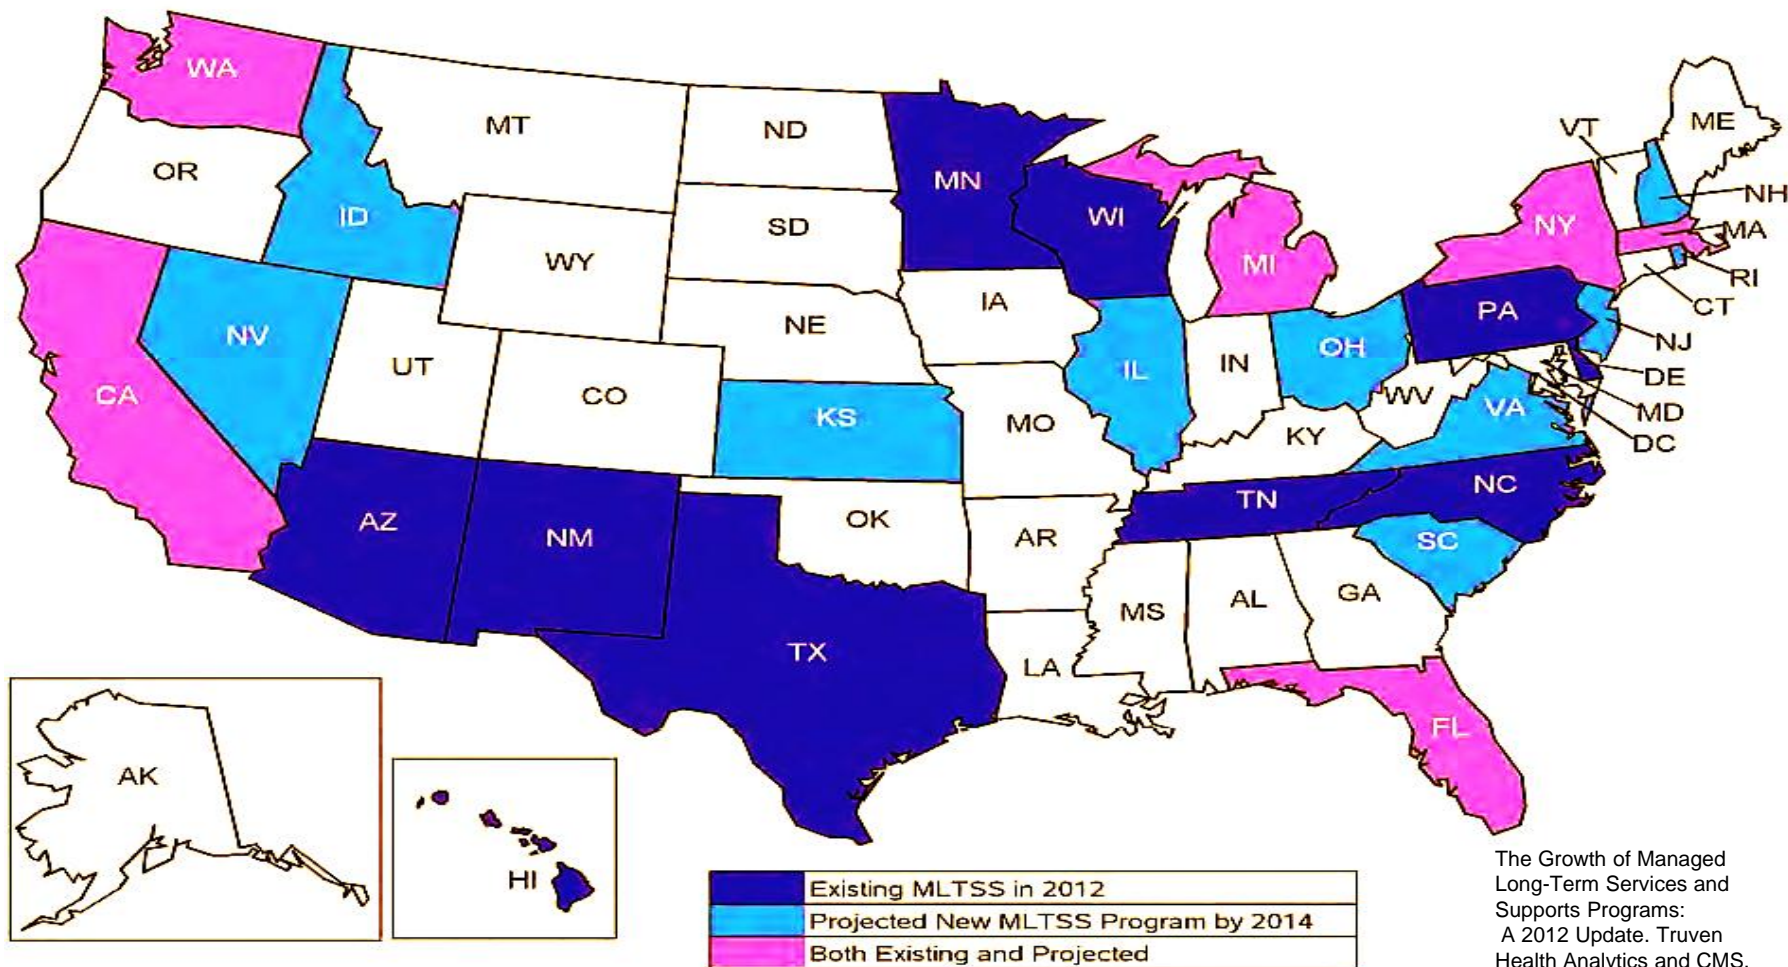 WA
MT
ND
MN
VT
ME
OR
ID
SD
WI
NY
NH
MA
WY
MI
RI
IA
CT
NE
PA
NV
NJ
OH
UT
IN
IL
DE
CO
CA
WV
MD
KS
MO
VA
KY
DC
NC
TN
AZ
OK
NM
AR
SC
GA
AL
MS
TX
LA
FL
AK
HI
Existing MLTSS in 2012
Projected New MLTSS Program by 2014
Both Existing and Projected
The Growth of Managed
Long-Term Services and
Supports Programs:
A 2012 Update. Truven
Health Analytics and CMS.